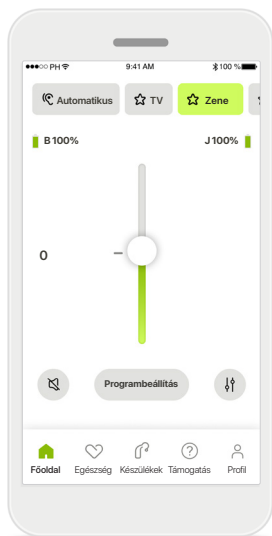 PH 9:41 AM 100 %
Automatikus TV Zene
B 100% J 100%
0
Programbeállítás
Főoldal Egészség Készülékek Támogatás Profil